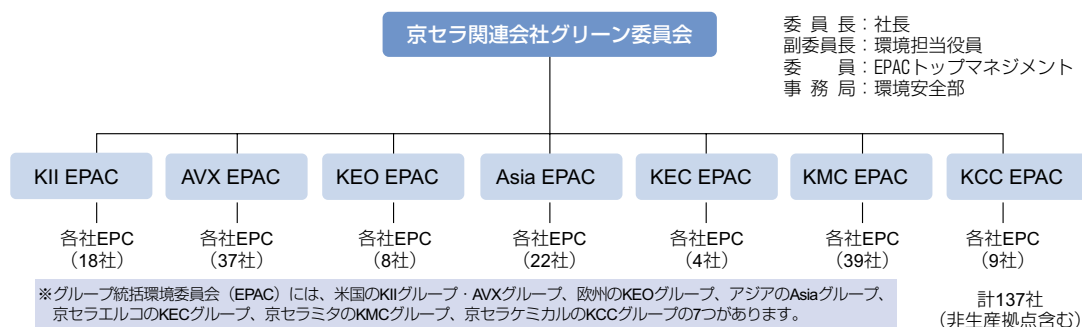 京セラ関連会社グリーン委員会
委 員 長：社長
副委員長：環境担当役員
委　　員：EPACトップマネジメント
事 務 局：環境安全部
KII EPAC
AVX EPAC
KEO EPAC
Asia EPAC
KEC EPAC
KMC EPAC
KCC EPAC
各社EPC
（18社）
各社EPC
（37社）
各社EPC
（8社）
各社EPC
（22社）
各社EPC
（4社）
各社EPC
（39社）
各社EPC
（9社）
※グループ統括環境委員会（EPAC）には、米国のKIIグループ・AVXグループ、欧州のKEOグループ、アジアのAsiaグループ、
京セラエルコのKECグループ、京セラミタのKMCグループ、京セラケミカルのKCCグループの7つがあります。
計137社
（非生産拠点含む）